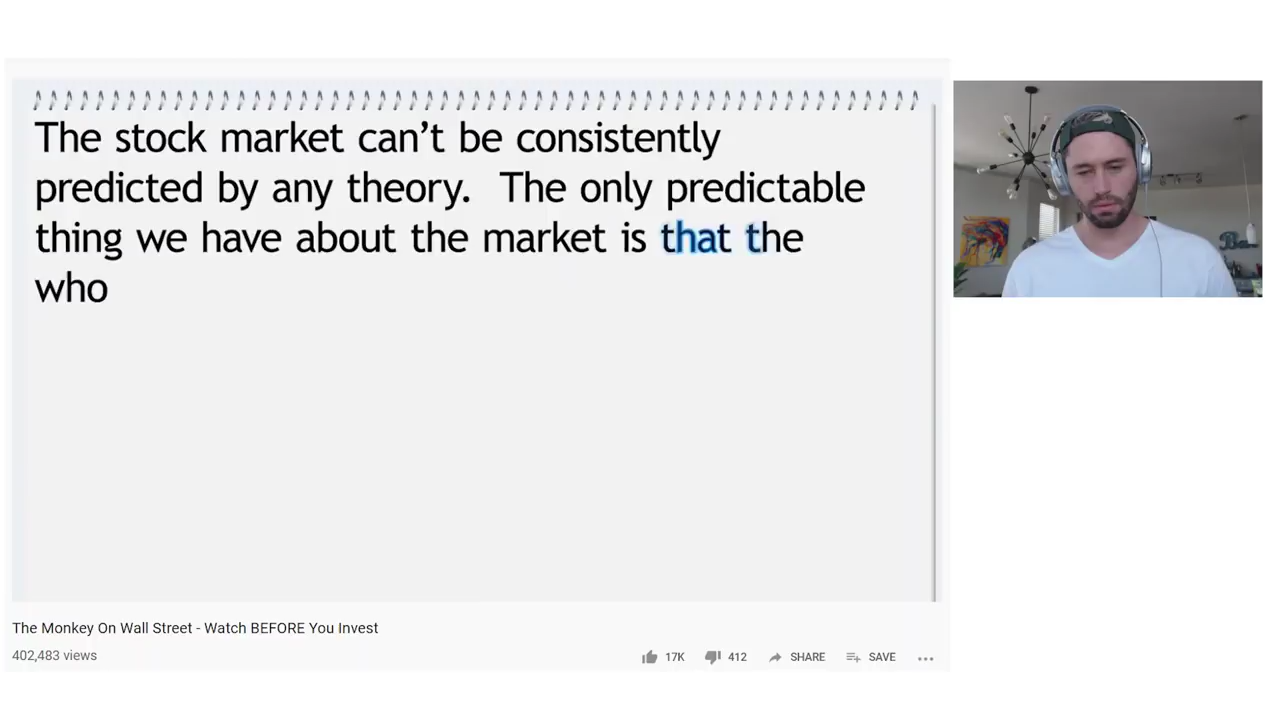 The stock market can't be consistently
predicted by any theory. The only predictable
thing we have about the market is that the
who
The Monkey On Wall Street - Watch BEFORE You Invest
402,483 views
17K
412
SHARE
SAVE